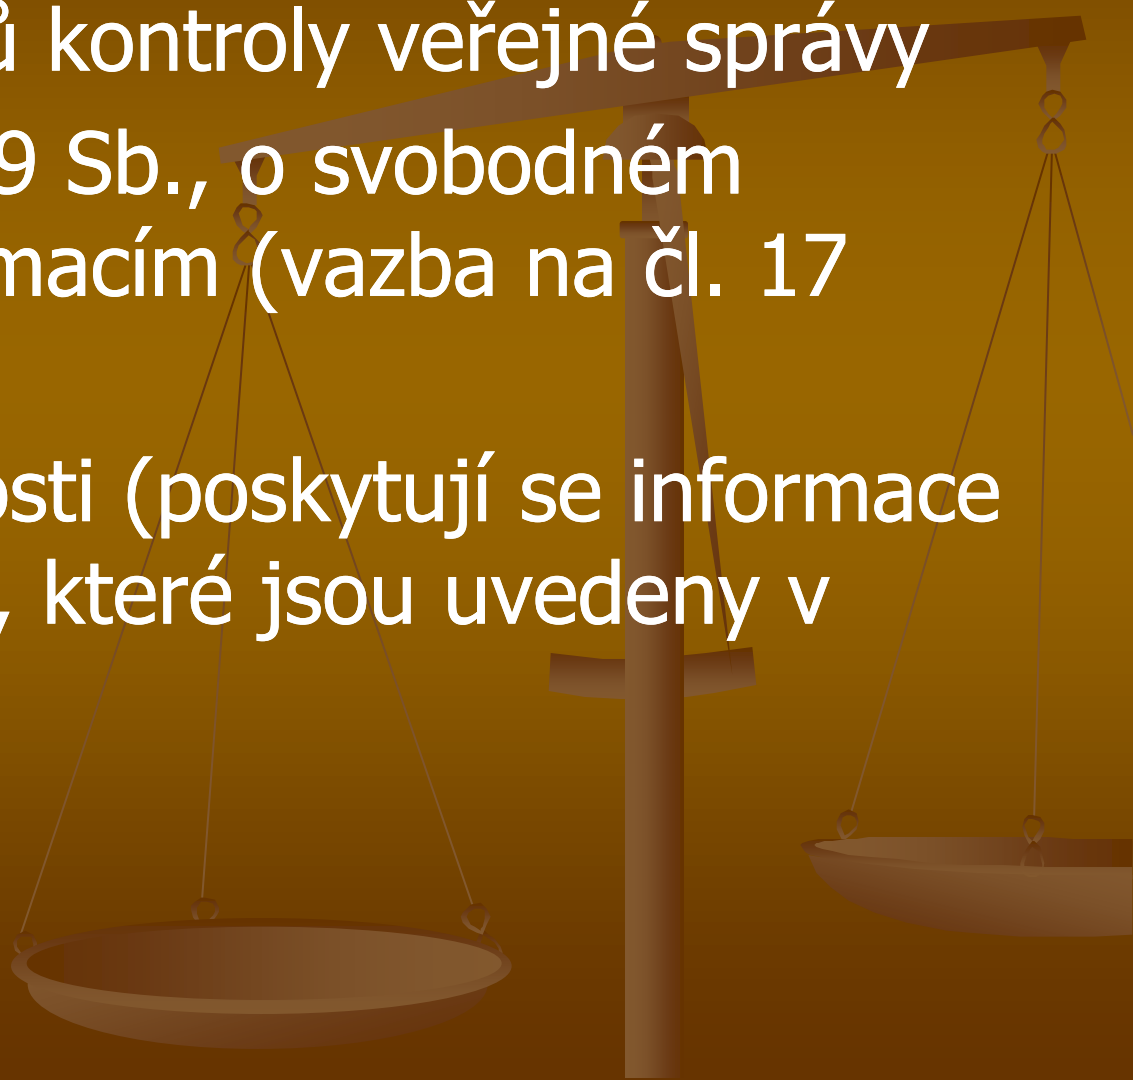 ů kontroly veřejné správy
9 Sb., o svobodném
macím (vazba na čl. 17
osti (poskytují se informace
, které jsou uvedeny v